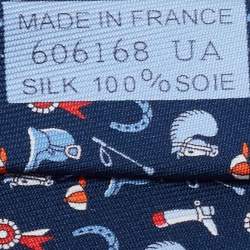 MADE IN FRANCE
606168 UA
SILK 100% SOIE